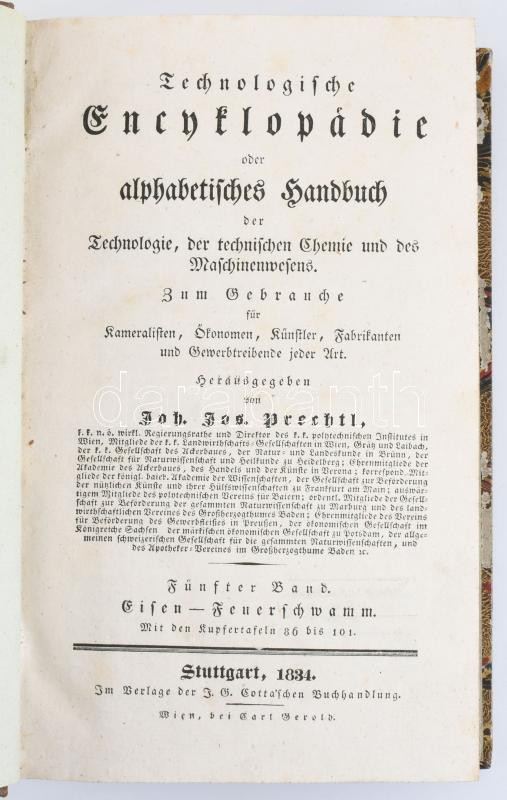 Technologische
Encyklopädie
oder
alphabetisches Handbuch
der
Technologie, der technischen Chemie und des
Maschinenwesens.
Zum Gebrauche
für
Kameralisten, Ökonomen, Künstler, Fabrikanten
und Gewerbtreibende jeder Art.
Herausgegeben
von
Joh. Jos. Prechtl,
k. k. n. ö. wirkl. Regierungsrathe und Direktor des k. k. polytechnischen Institutes in
Wien, Mitgliede der k. k. Landwirthschafts-Gesellschaften in Wien, Grätz und Laibach,
der k. k. Gesellschaft des Ackerbaues, der Natur- und Landeskunde in Brünn, der
Gesellschaft für Naturwissenschaft und Heilkunde zu Heidelberg; Ehrenmitgliede der
Akademie des Ackerbaues, des Handels und der Künste in Verona; korrespond. Mit-
gliede der königl. baier. Akademie der Wissenschaften, der Gesellschaft zur Beförderung
der nützlichen Künste und ihrer Hülfswissenschaften zu Frankfurt am Main; auswär-
tigem Mitgliede des polytechnischen Vereins für Baiern; ordentl. Mitgliede der Gesell-
schaft zur Beförderung der gesammten Naturwissenschaft zu Marburg und des land-
wirthschaftlichen Vereins des Großherzogthumes Baden; Ehrenmitgliede des Vereins
für Beförderung des Gewerbsfleißes in Preussen, der ökonomischen Gesellschaft im
Königreiche Sachsen der märkischen ökonomischen Gesellschaft zu Potsdam, der allge-
meinen schweizerischen Gesellschaft für die gesammten Naturwissenschaften, und
des Apotheker-Vereines im Großherzogthume Baden ꝛc.
Fünfter Band.
Eisen — Feuerschwamm.
Mit den Kupfertafeln 86 bis 101.
Stuttgart, 1834.
Im Verlage der J. G. Cotta'schen Buchhandlung.
Wien, bei Carl Gerold.
darabanth